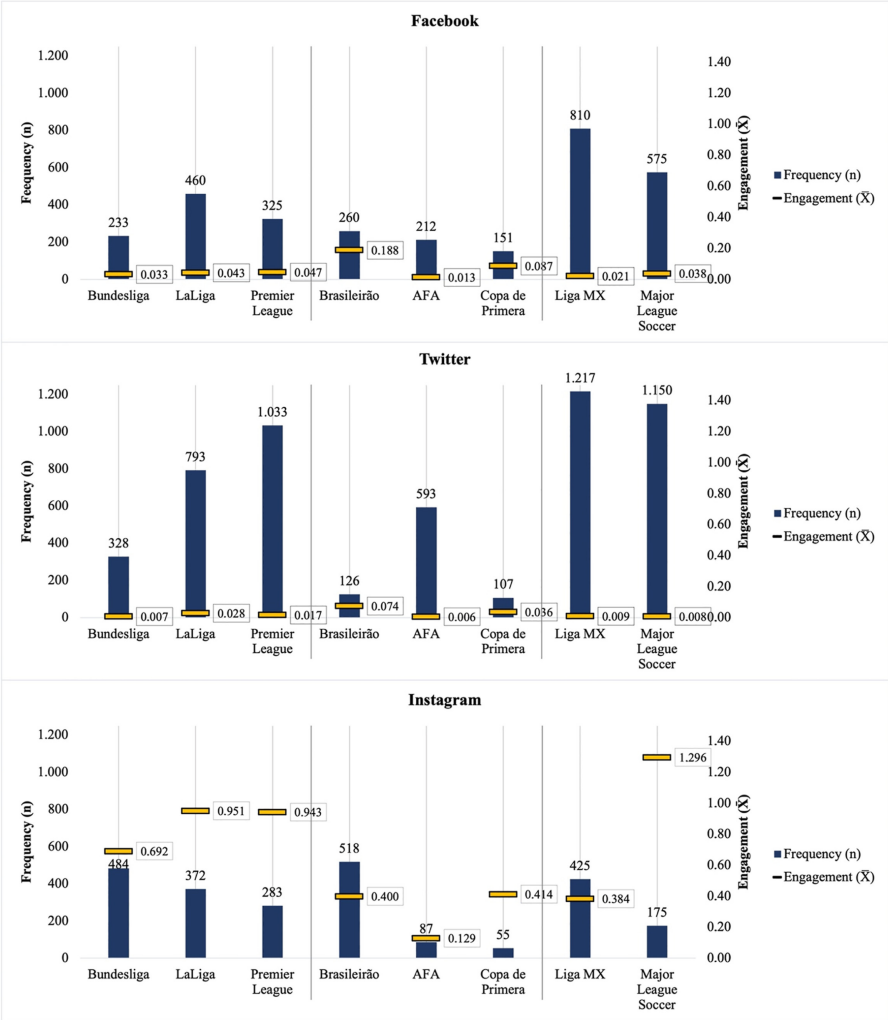 Facebook
Feequency (n)
1.200
1.000
800
600
400
200
0
233
460
325
260
212
151
810
575
0.033
0.043
0.047
0.188
0.013
0.087
0.021
0.038
1.40
1.20
1.00
0.80
0.60
0.40
0.20
0.00
Engagement (X̄)
Frequency (n)
Engagement (X̄)
Bundesliga
LaLiga
Premier
League
Brasileirão
AFA
Copa de
Primera
Liga MX
Major
League
Soccer
Twitter
Frequency (n)
1.200
1.000
800
600
400
200
0
328
793
1.033
126
593
107
1.217
1.150
0.007
0.028
0.017
0.074
0.006
0.036
0.009
0.008
1.40
1.20
1.00
0.80
0.60
0.40
0.20
0.00
Engagement (X̄)
Frequency (n)
Engagement (X̄)
Bundesliga
LaLiga
Premier
League
Brasileirão
AFA
Copa de
Primera
Liga MX
Major
League
Soccer
Instagram
Frequency (n)
1.200
1.000
800
600
400
200
0
484
372
283
518
87
55
425
175
0.692
0.951
0.943
0.400
0.129
0.414
0.384
1.296
1.40
1.20
1.00
0.80
0.60
0.40
0.20
0.00
Engagement (X̄)
Frequency (n)
Engagement (X̄)
Bundesliga
LaLiga
Premier
League
Brasileirão
AFA
Copa de
Primera
Liga MX
Major
League
Soccer